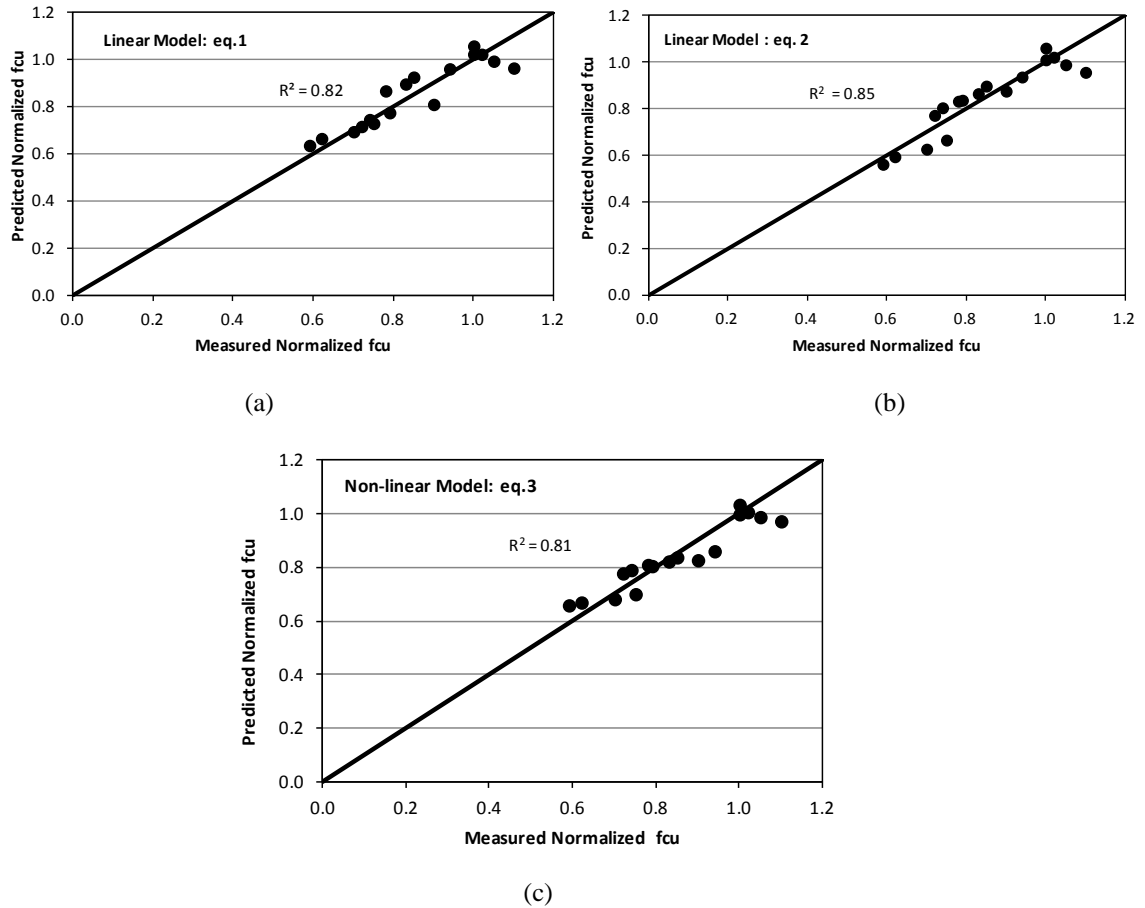 Linear Model: eq.1
R² = 0.82
Predicted Normalized fcu
1.2
1.0
0.8
0.6
0.4
0.2
0.0
0.0 0.2 0.4 0.6 0.8 1.0 1.2
Measured Normalized fcu
(a)
Linear Model : eq. 2
R² = 0.85
Predicted Normalized fcu
1.2
1.0
0.8
0.6
0.4
0.2
0.0
0.0 0.2 0.4 0.6 0.8 1.0 1.2
Measured Normalized fcu
(b)
Non-linear Model: eq.3
R² = 0.81
Predicted Normalized fcu
1.2
1.0
0.8
0.6
0.4
0.2
0.0
0.0 0.2 0.4 0.6 0.8 1.0 1.2
Measured Normalized fcu
(c)